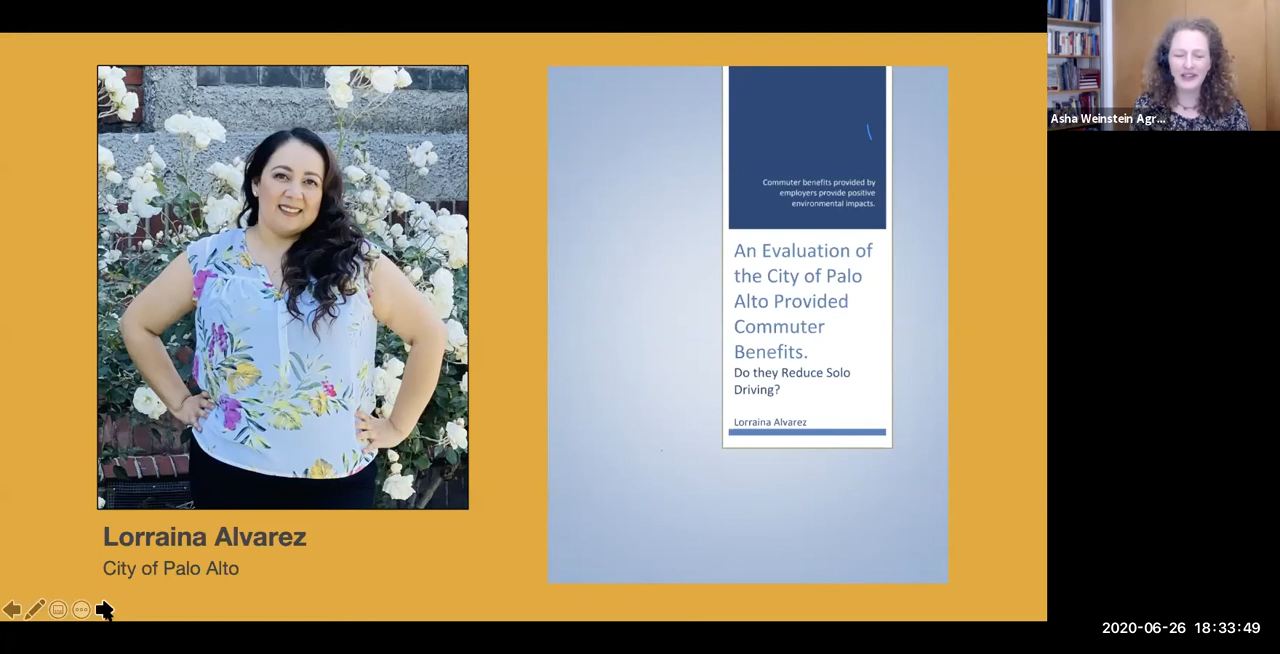 Asha Weinstein Agr...
Commuter benefits provided by
employers provide positive
environmental impacts.
An Evaluation of
the City of Palo
Alto Provided
Commuter
Benefits.
Do they Reduce Solo
Driving?
Lorraina Alvarez
Lorraina Alvarez
City of Palo Alto
2020-06-26 18:33:49